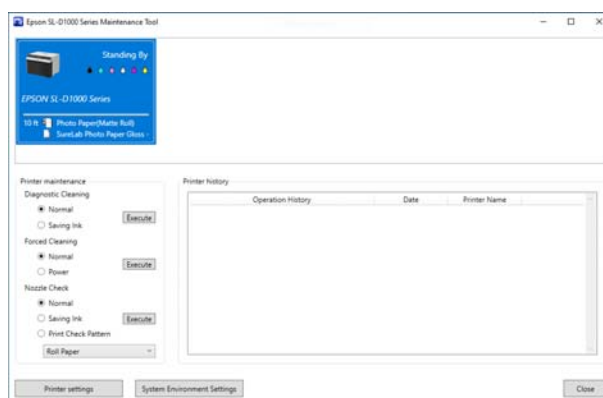 Epson SL-D1000 Series Maintenance Tool
Standing By
EPSON SL-D1000 Series
10 ft Photo Paper(Matte Roll)
SureLab Photo Paper Gloss -
Printer maintenance
Diagnostic Cleaning
Normal
Saving Ink
Execute
Forced Cleaning
Normal
Power
Execute
Nozzle Check
Normal
Saving Ink
Execute
Print Check Pattern
Roll Paper
Printer history
Operation History Date Printer Name
Printer settings System Environment Settings Close